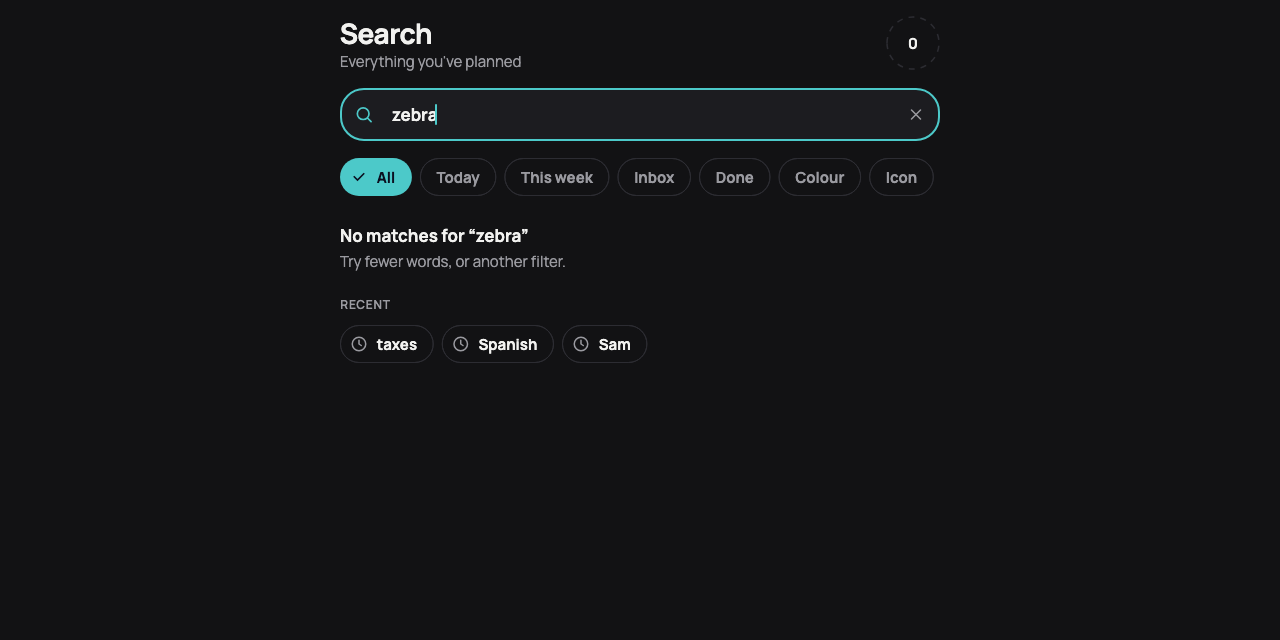 Search
0
Everything you've planned
zebra
All Today This week Inbox Done Colour Icon
No matches for “zebra”
Try fewer words, or another filter.
RECENT
taxes Spanish Sam